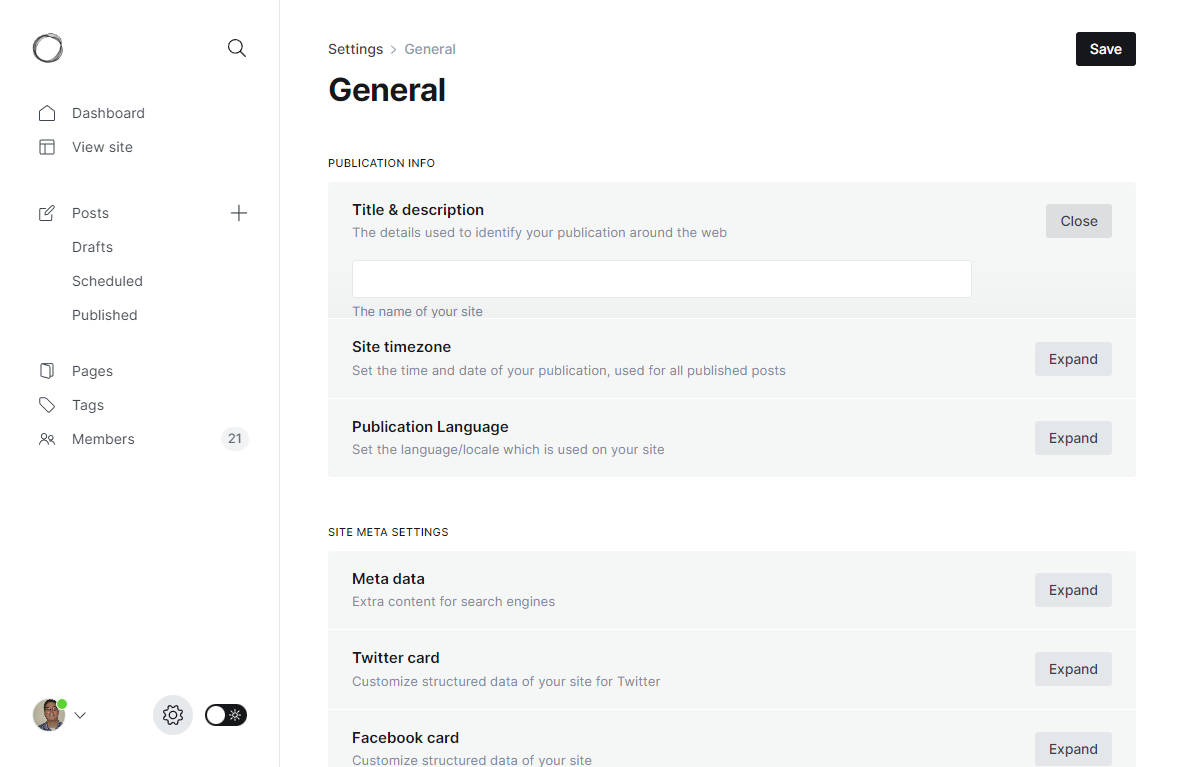 Settings > General
Save
General
Dashboard
View site
Posts
Drafts
Scheduled
Published
Pages
Tags
Members 21
PUBLICATION INFO
Title & description
The details used to identify your publication around the web
Close
The name of your site
Site timezone
Set the time and date of your publication, used for all published posts
Expand
Publication Language
Set the language/locale which is used on your site
Expand
SITE META SETTINGS
Meta data
Extra content for search engines
Expand
Twitter card
Customize structured data of your site for Twitter
Expand
Facebook card
Customize structured data of your site
Expand